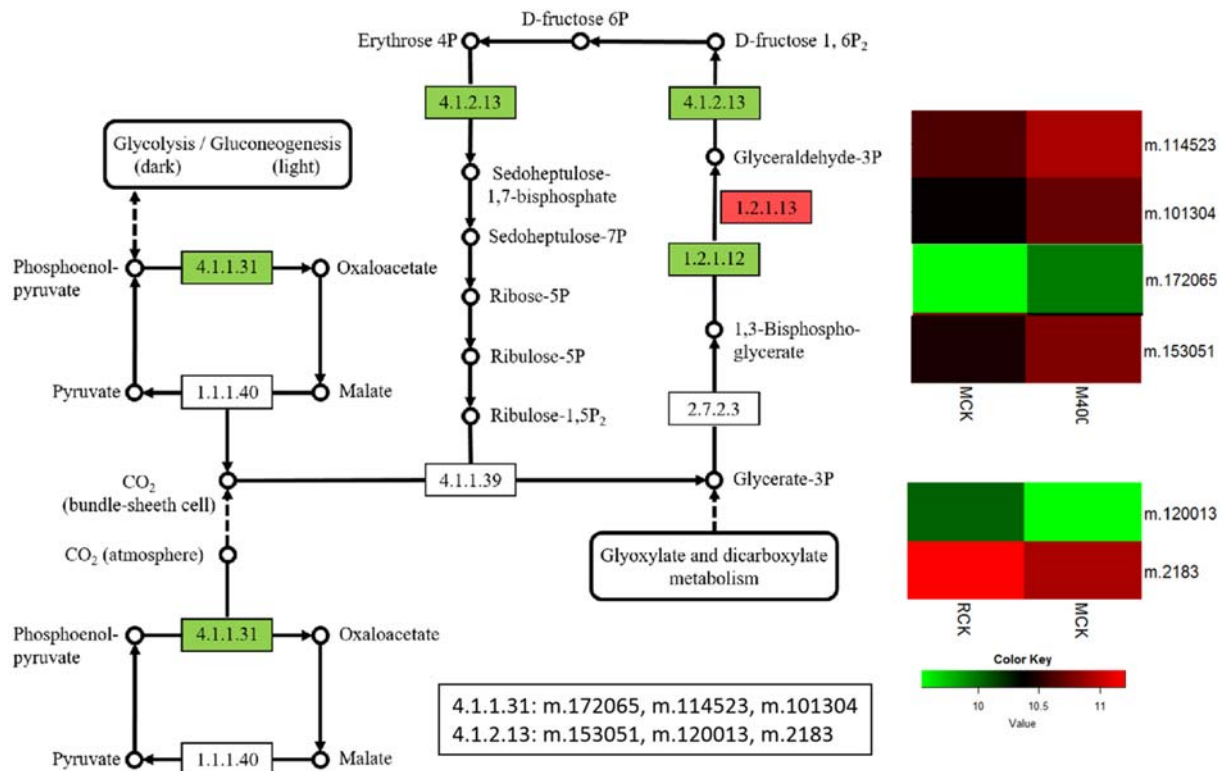 D-fructose 6P
Erythrose 4P
D-fructose 1, 6P₂
4.1.2.13
4.1.2.13
Glycolysis / Gluconeogenesis
(dark) (light)
Glyceraldehyde-3P
Sedoheptulose-
1,7-bisphosphate
1.2.1.13
Sedoheptulose-7P
1.2.1.12
Phosphoenol-
pyruvate
4.1.1.31
Oxaloacetate
Ribose-5P
1,3-Bisphospho-
glycerate
Ribulose-5P
Pyruvate
1.1.1.40
Malate
2.7.2.3
Ribulose-1,5P₂
CO₂
(bundle-sheeth cell)
4.1.1.39
Glycerate-3P
CO₂ (atmosphere)
Glyoxylate and dicarboxylate
metabolism
Phosphoenol-
pyruvate
4.1.1.31
Oxaloacetate
Pyruvate
1.1.1.40
Malate
4.1.1.31: m.172065, m.114523, m.101304
4.1.2.13: m.153051, m.120013, m.2183
m.114523
m.101304
m.172065
m.153051
MCK
M400
m.120013
m.2183
RCK
MCK
Color Key
10 10.5 11
Value